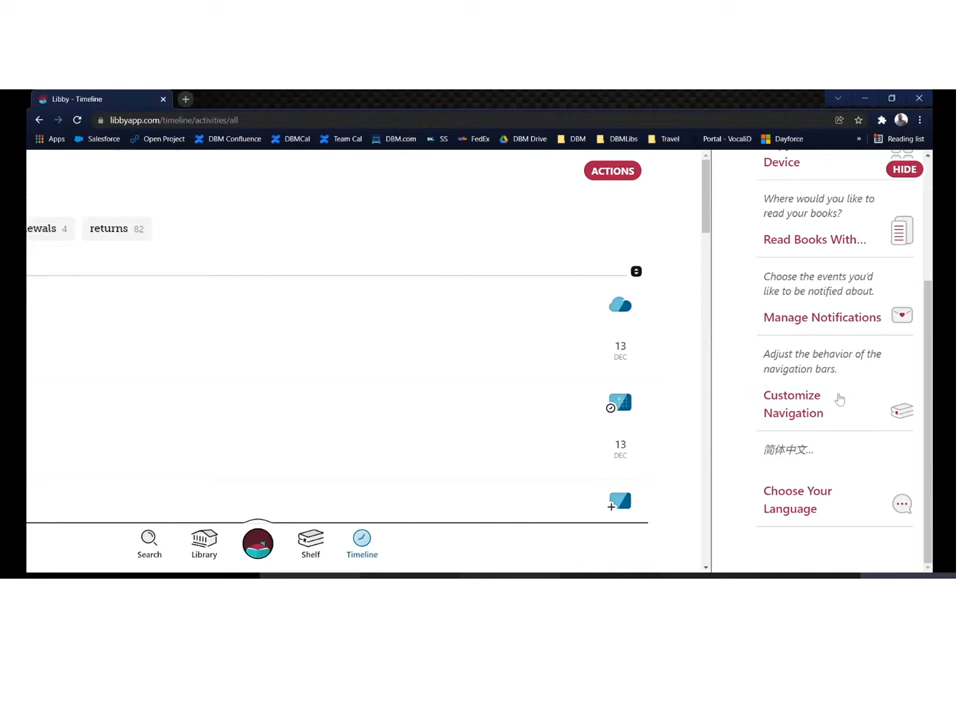 Libby - Timeline
libbyapp.com/timeline/activities/all
Apps Salesforce Open Project DBM Confluence DBMCal Team Cal DBM.com SS FedEx DBM Drive DBM DBMLibs Travel Portal - VocaliD Dayforce » Reading list
ACTIONS
ewals 4 returns 82
13
DEC
13
DEC
Search Library Shelf Timeline
Device
HIDE
Where would you like to
read your books?
Read Books With...
Choose the events you'd
like to be notified about.
Manage Notifications
Adjust the behavior of the
navigation bars.
Customize
Navigation
简体中文...
Choose Your
Language